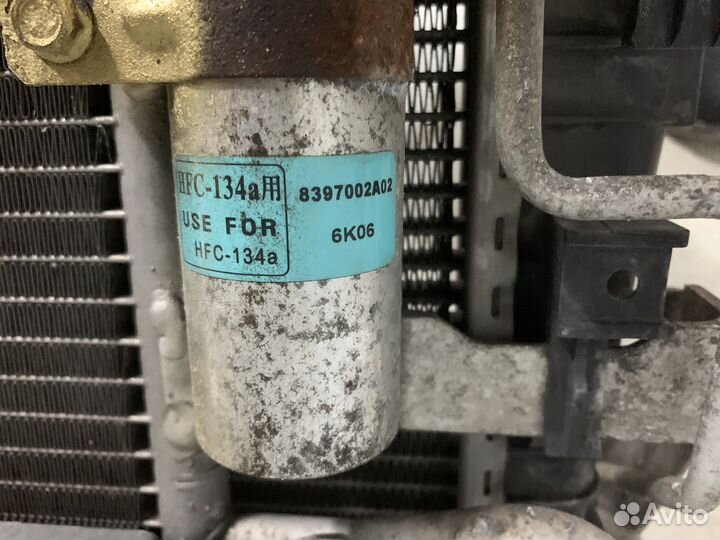 HFC-134a用
USE FOR
HFC-134a
8397002A02
6K06
Avito